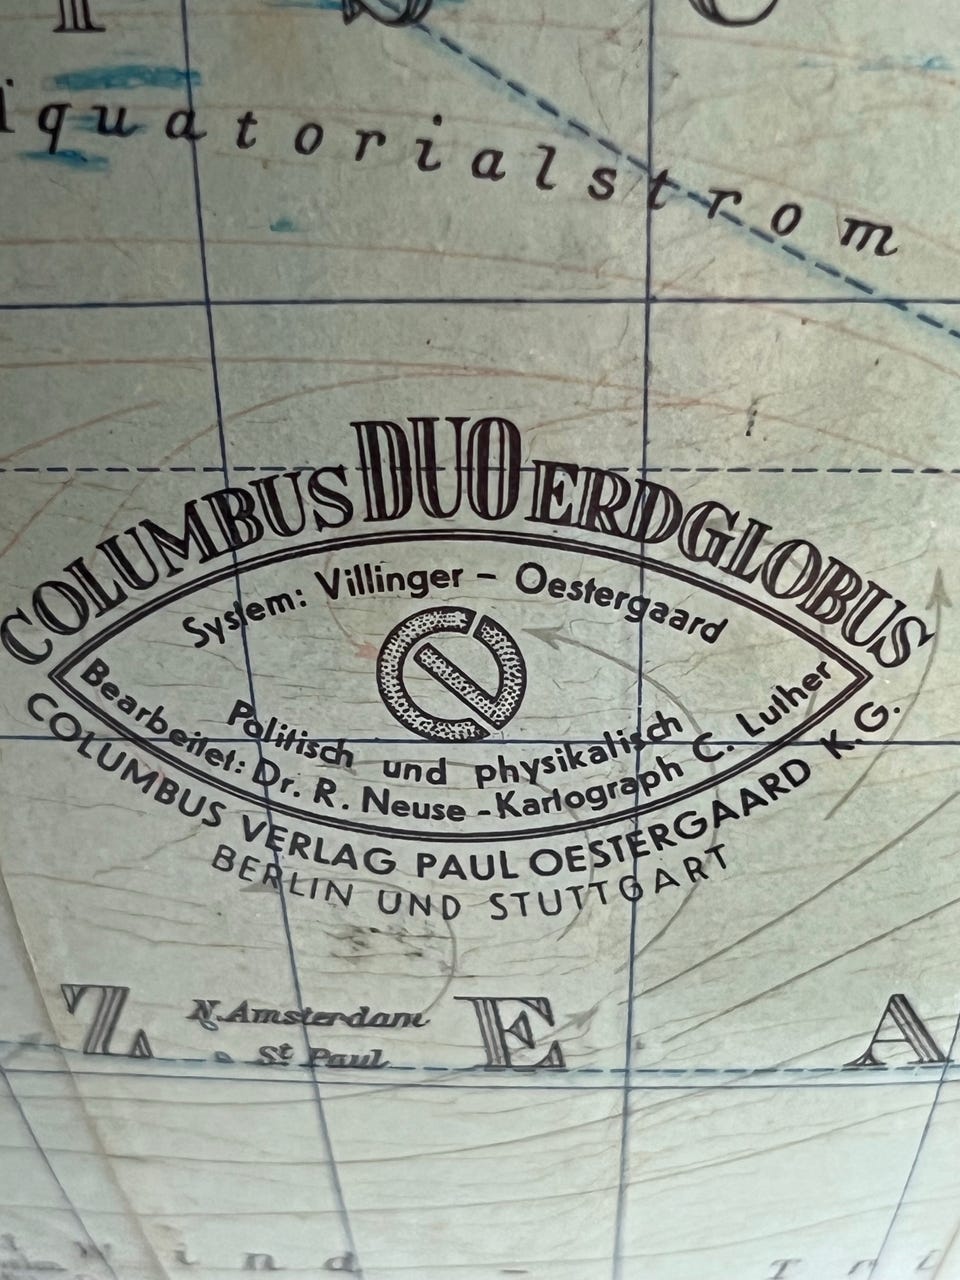 quatorialstrom
COLUMBUS DUO ERDGLOBUS
System: Villinger – Oestergaard
Politisch und physikalisch
Bearbeitet: Dr. R. Neuse - Kartograph C. Luther
COLUMBUS VERLAG PAUL OESTERGAARD K.G.
BERLIN UND STUTTGART
Z E A
N. Amsterdam
St Paul